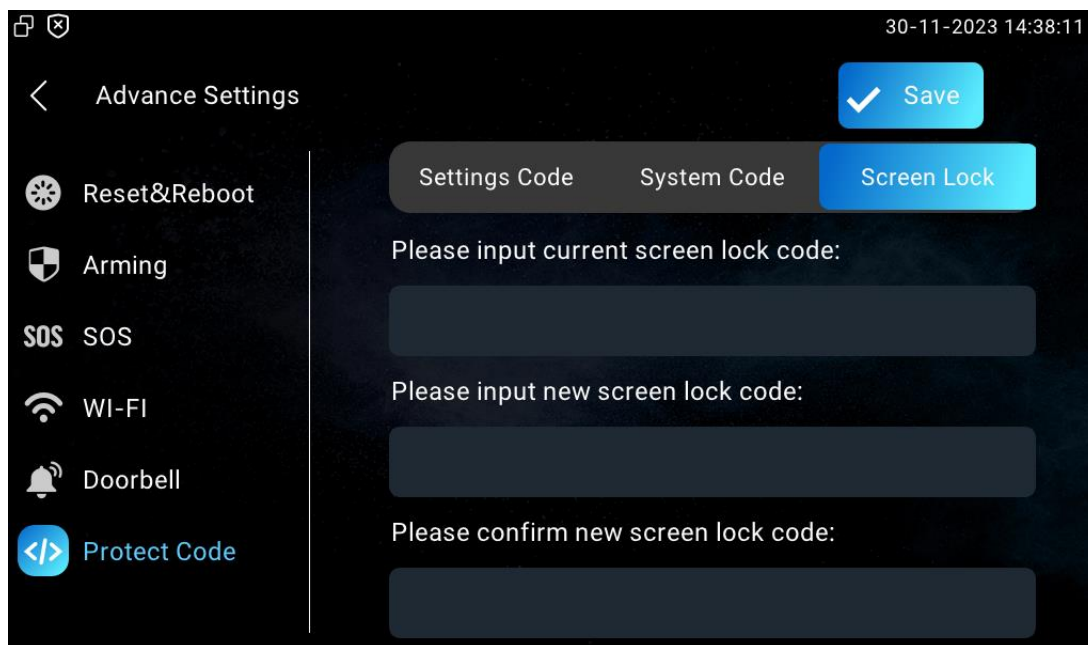 30-11-2023 14:38:11
Advance Settings
Save
Reset&Reboot
Arming
SOS SOS
WI-FI
Doorbell
</> Protect Code
Settings Code System Code Screen Lock
Please input current screen lock code:
Please input new screen lock code:
Please confirm new screen lock code: